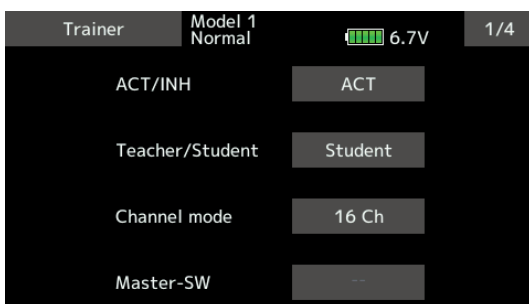 Trainer
Model 1
Normal
6.7V
1/4
ACT/INH ACT
Teacher/Student Student
Channel mode 16 Ch
Master-SW --